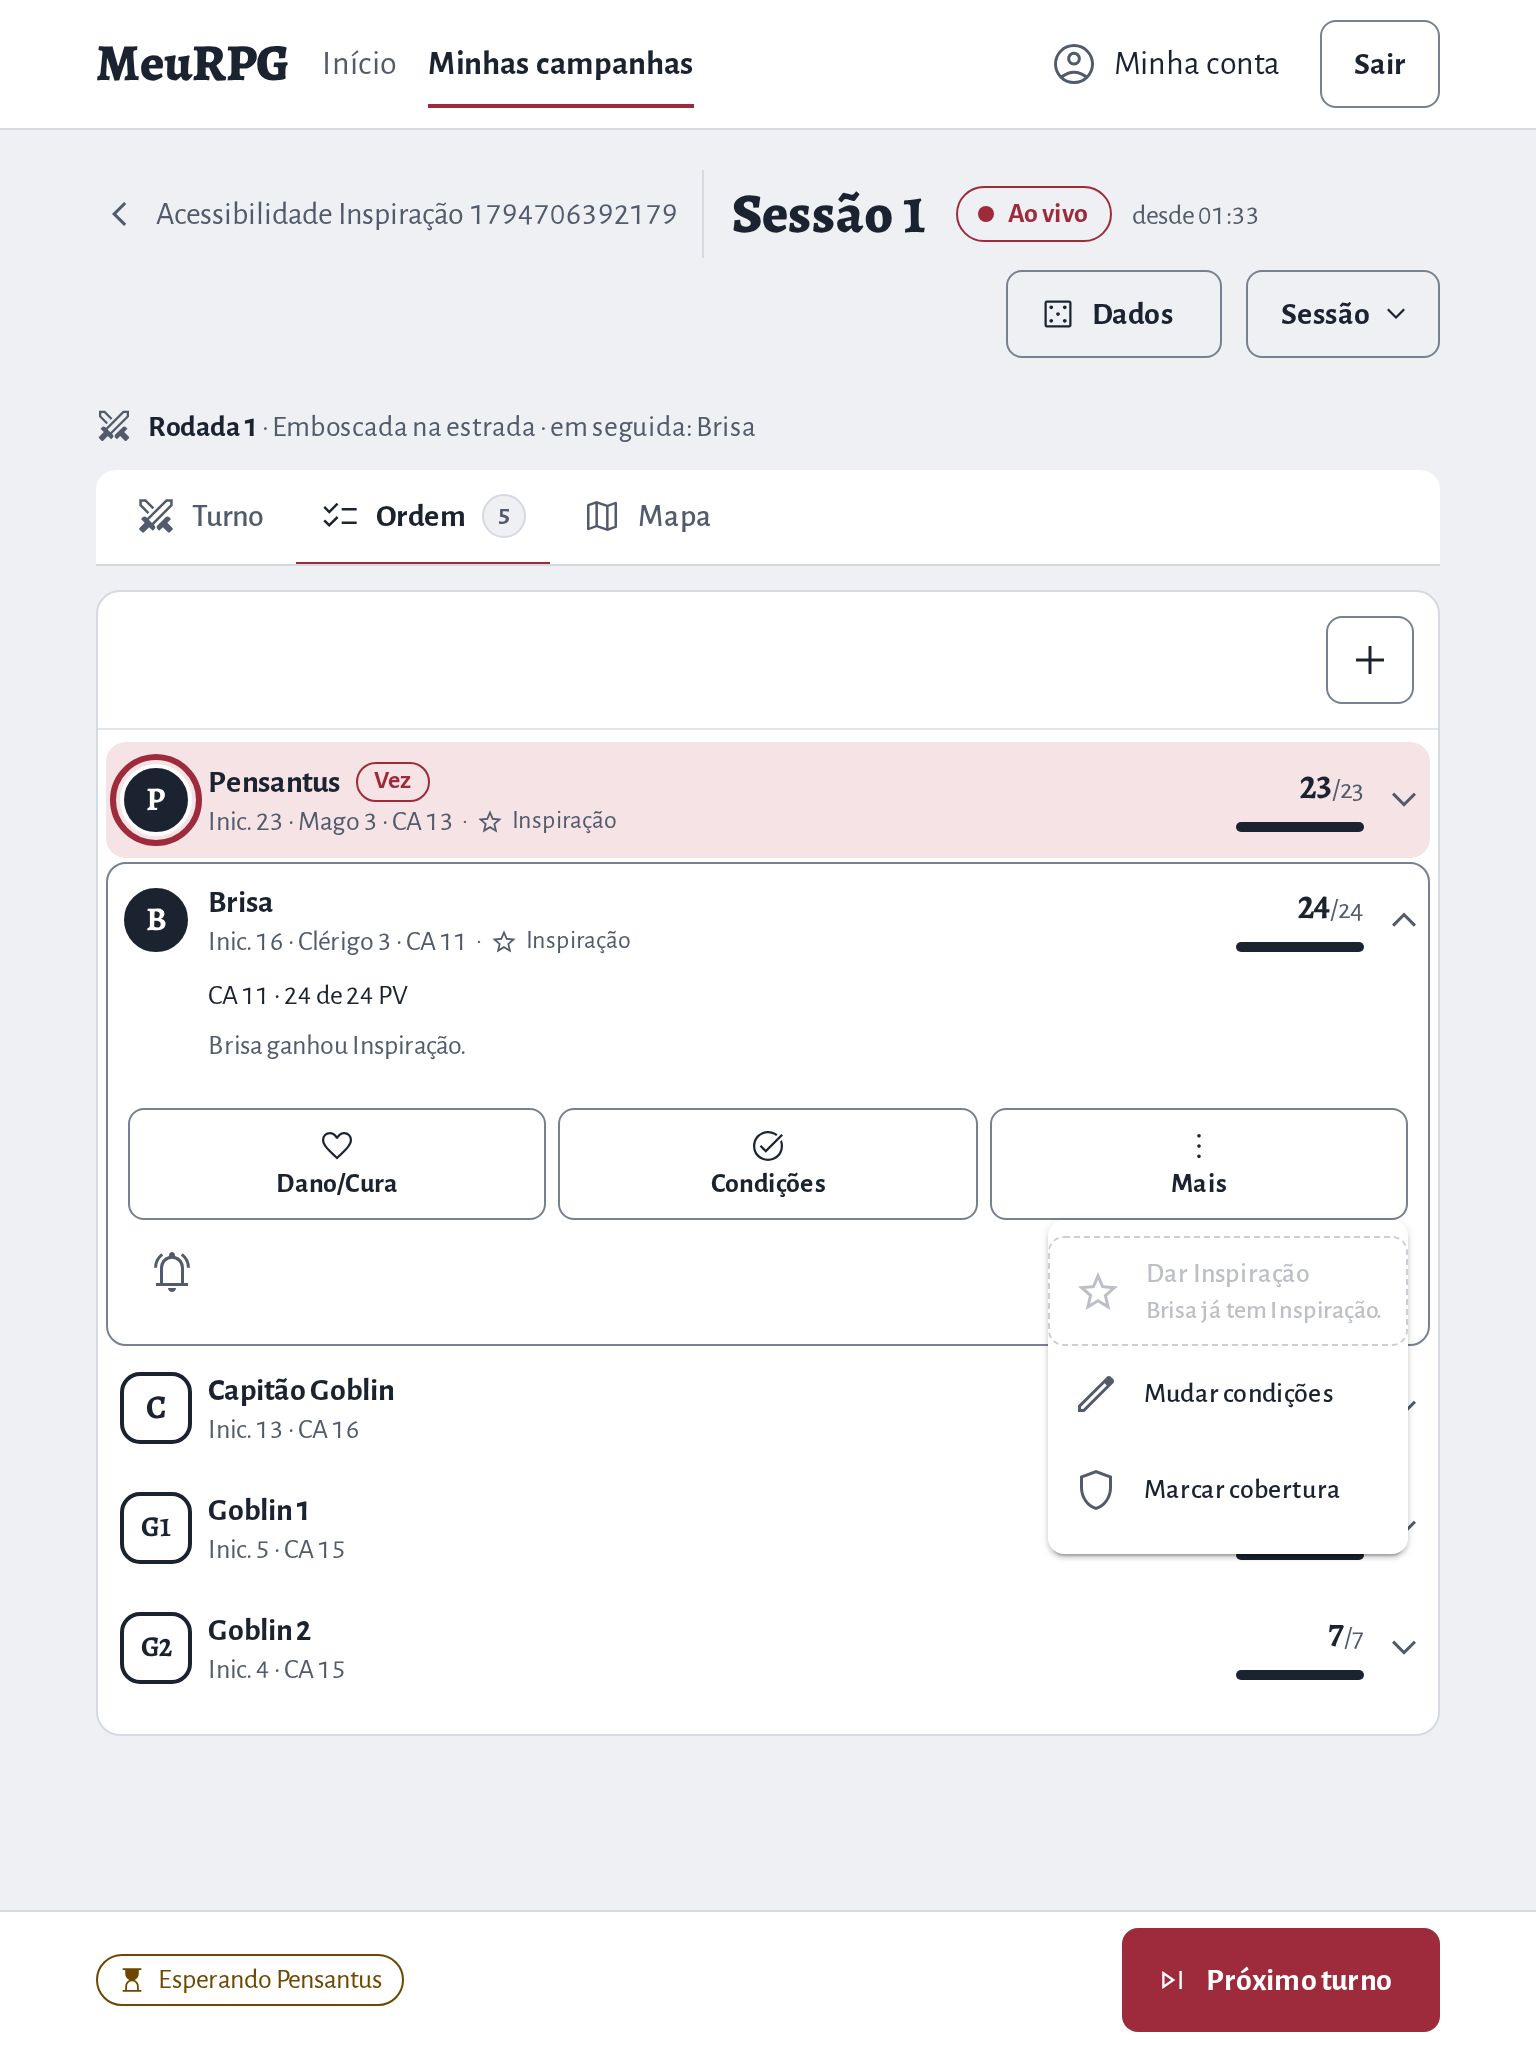 MeuRPG Início Minhas campanhas Minha conta Sair
Acessibilidade Inspiração 1794706392179 Sessão 1 Ao vivo desde 01:33
Dados Sessão
Rodada 1 · Emboscada na estrada · em seguida: Brisa
Turno Ordem 5 Mapa
P Pensantus Vez 23/23
Inic. 23 · Mago 3 · CA 13 · Inspiração
B Brisa 24/24
Inic. 16 · Clérigo 3 · CA 11 · Inspiração
CA 11 · 24 de 24 PV
Brisa ganhou Inspiração.
Dano/Cura Condições Mais
Dar Inspiração
Brisa já tem Inspiração.
Mudar condições
Marcar cobertura
C Capitão Goblin
Inic. 13 · CA 16
G1 Goblin 1
Inic. 5 · CA 15
G2 Goblin 2 7/7
Inic. 4 · CA 15
Esperando Pensantus Próximo turno